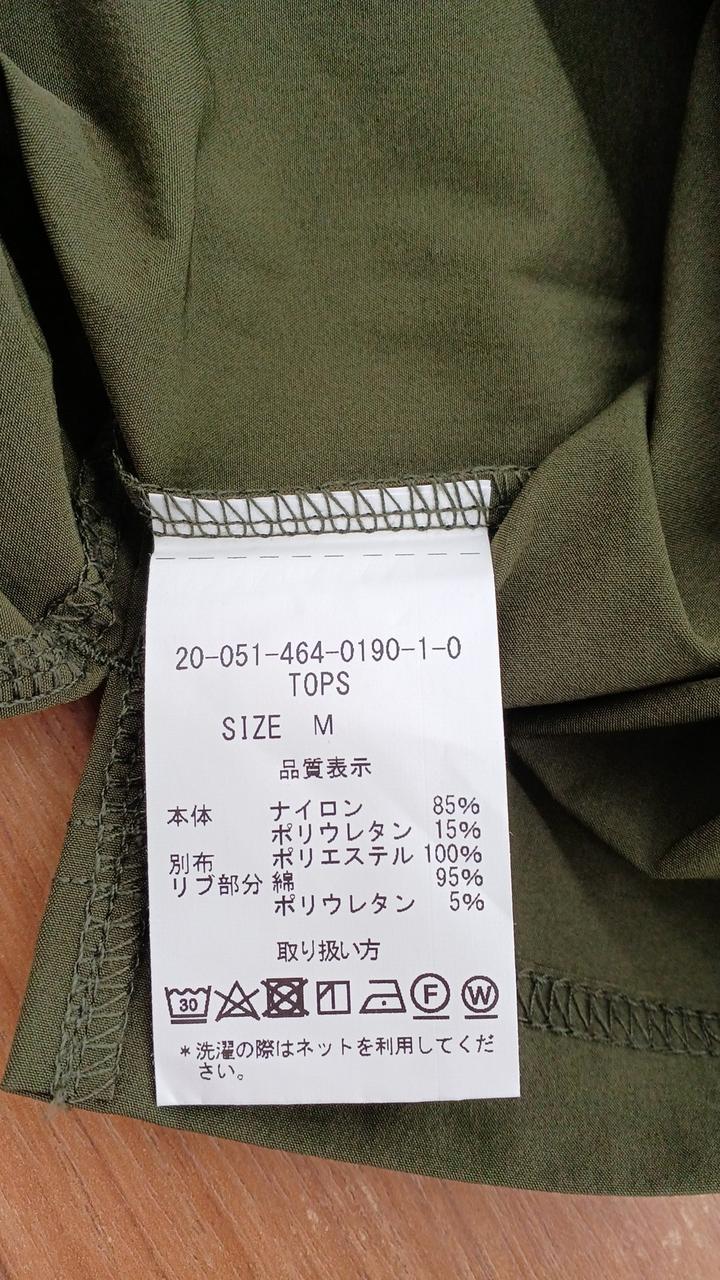 20-051-464-0190-1-0
TOPS
SIZE M
品質表示
本体 ナイロン 85%
ポリウレタン 15%
別布 ポリエステル 100%
リブ部分 綿 95%
ポリウレタン 5%
取り扱い方
30 F W
*洗濯の際はネットを利用してくだ
さい。